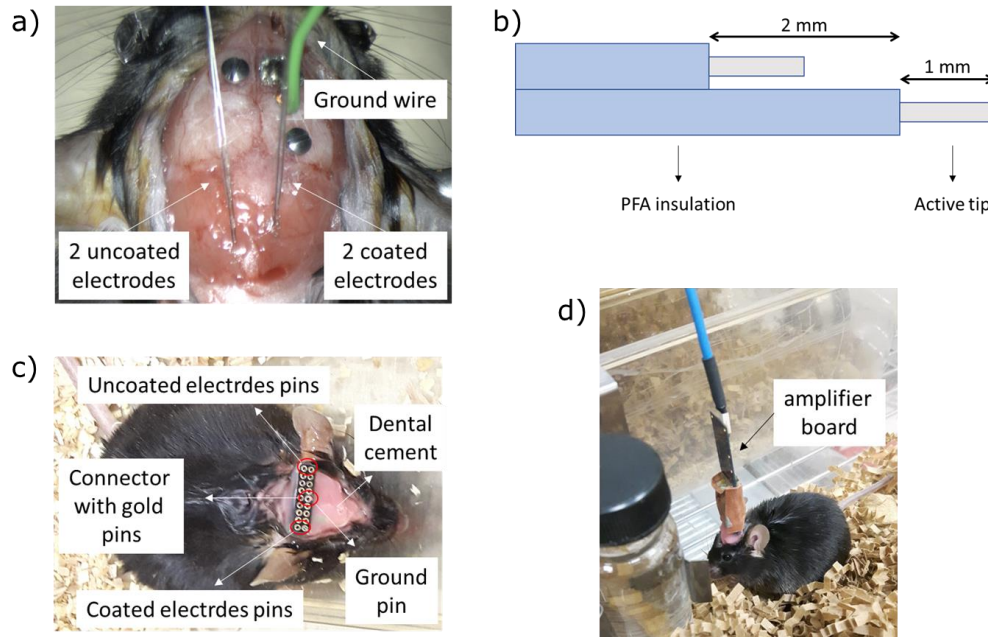 a)
Ground wire
2 uncoated
electrodes
2 coated
electrodes
b)
2 mm
1 mm
PFA insulation
Active tip
c)
Uncoated electrdes pins
Dental
cement
Connector
with gold
pins
Ground
pin
Coated electrdes pins
d)
amplifier
board